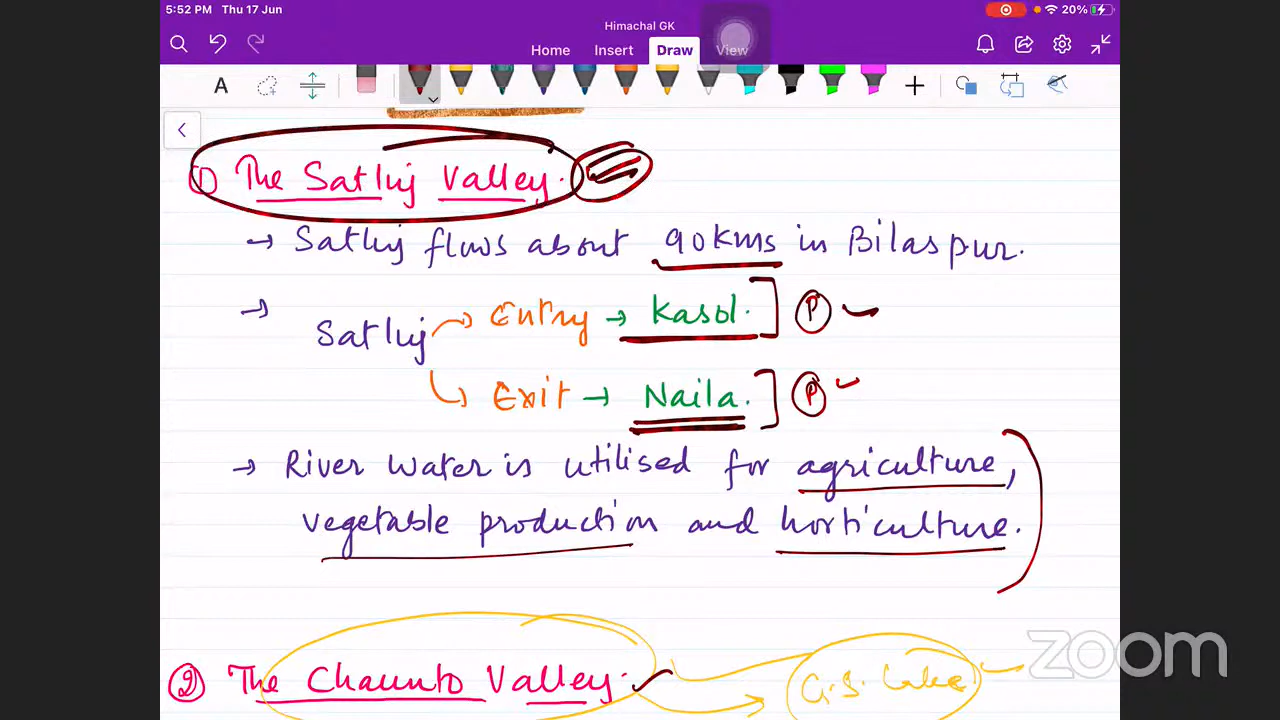 5:52 PM Thu 17 Jun 20%
Himachal GK
Home Insert Draw View
A
① The Satluj Valley.
→ Satluj flows about 90kms in Bilaspur.
→ Satluj → Entry → Kasol. ] Ⓟ
→ Exit → Naila. ] Ⓟ
→ River water is utilised for agriculture,
vegetable production and horticulture.
zoom
② The Chaunto Valley. G.S. Lake